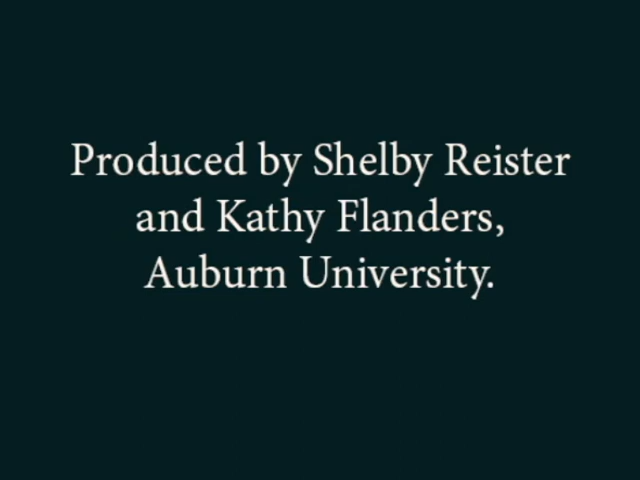 Produced by Shelby Reister
and Kathy Flanders,
Auburn University.